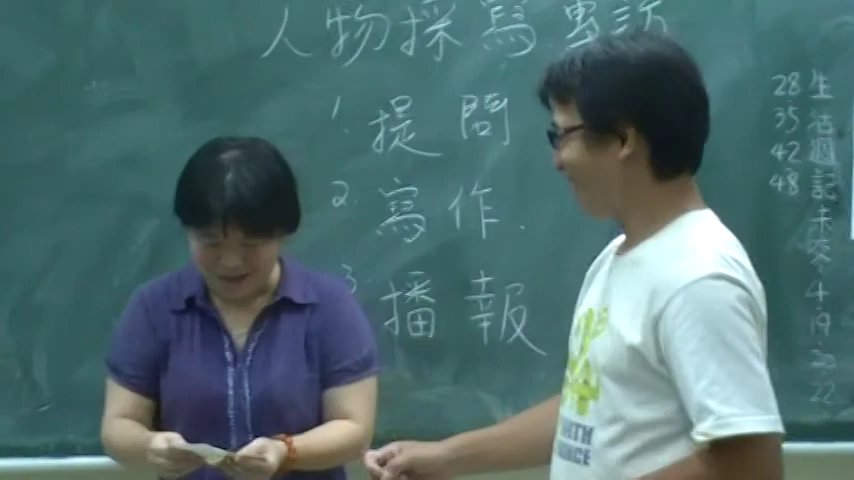 人物採寫 專訪
1. 提問
2. 寫作.
3. 播報
28 35 42 48
生活週記未交 4 19 20 22